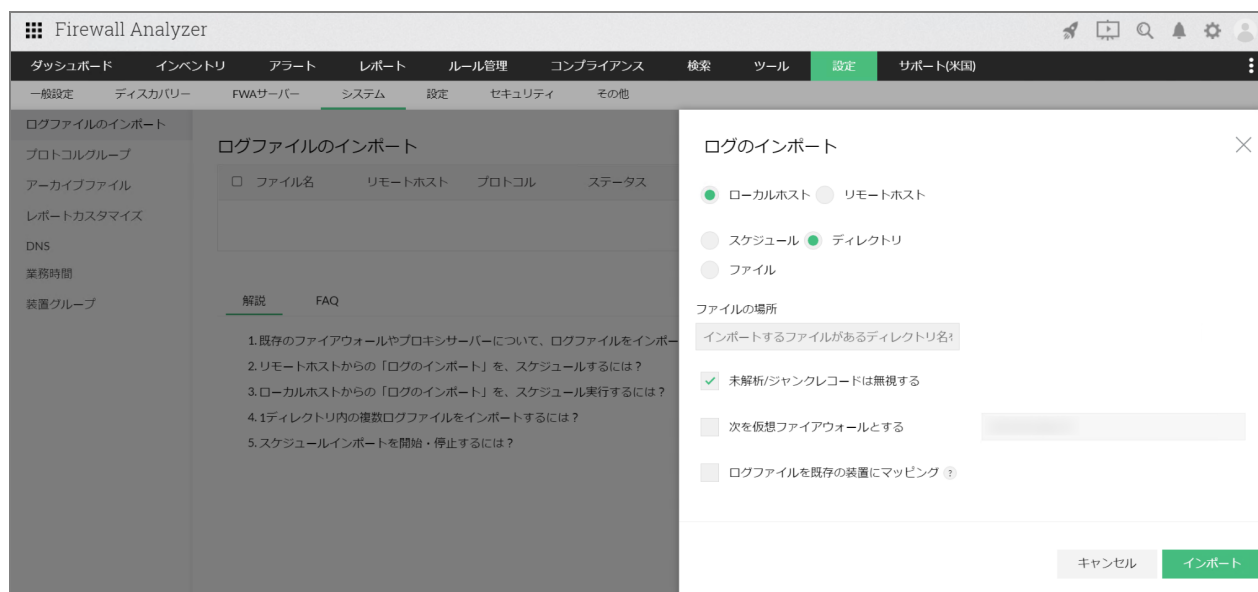 Firewall Analyzer
ダッシュボード インベントリ アラート レポート ルール管理 コンプライアンス 検索 ツール 設定 サポート(米国)
一般設定 ディスカバリー FWAサーバー システム 設定 セキュリティ その他
ログファイルのインポート
プロトコルグループ
アーカイブファイル
レポートカスタマイズ
DNS
業務時間
装置グループ
ログファイルのインポート
ファイル名 リモートホスト プロトコル ステータス
解説 FAQ
1. 既存のファイアウォールやプロキシサーバーについて、ログファイルをインポー
2. リモートホストからの「ログのインポート」を、スケジュールするには？
3. ローカルホストからの「ログのインポート」を、スケジュール実行するには？
4. 1ディレクトリ内の複数ログファイルをインポートするには？
5. スケジュールインポートを開始・停止するには？
ログのインポート
ローカルホスト リモートホスト
スケジュール ディレクトリ
ファイル
ファイルの場所
インポートするファイルがあるディレクトリ名
未解析/ジャンクレコードは無視する
次を仮想ファイアウォールとする
ログファイルを既存の装置にマッピング ?
キャンセル インポート